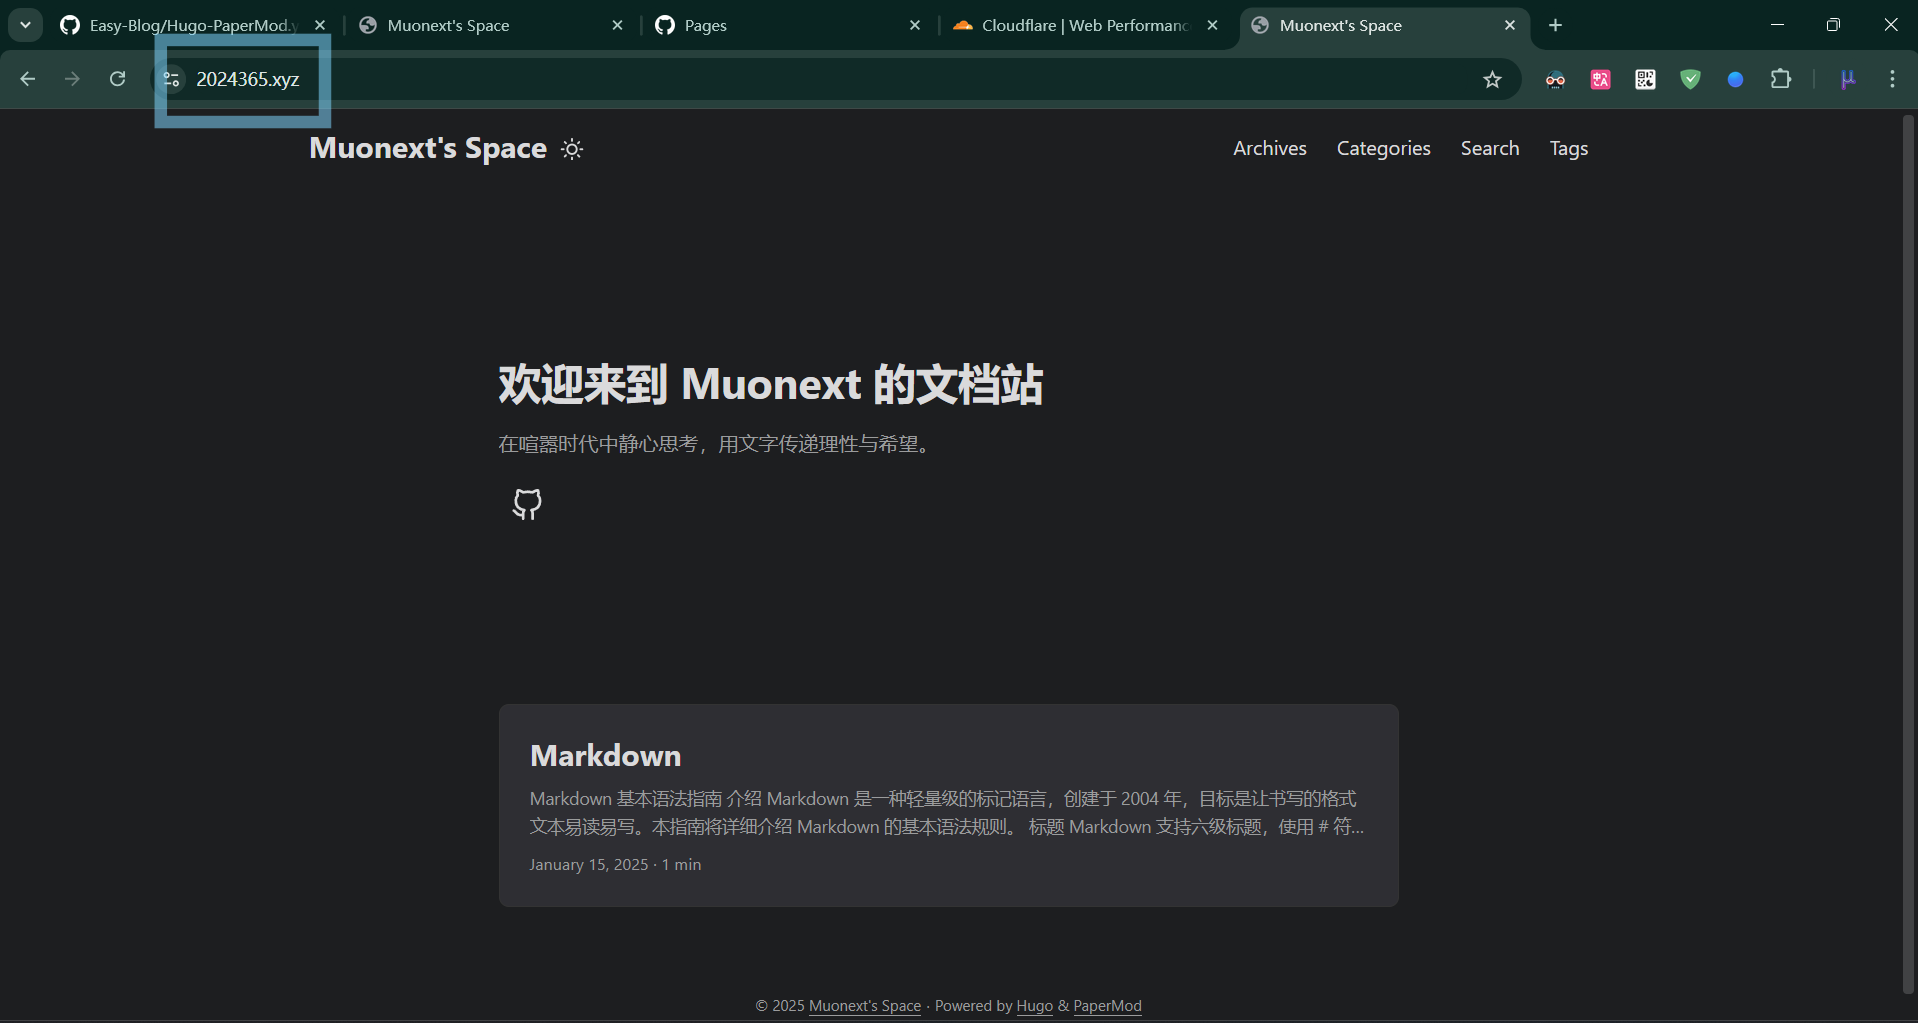 Easy-Blog/Hugo-PaperMod.y
Muonext's Space
Pages
Cloudflare | Web Performanc
Muonext's Space
2024365.xyz
Muonext's Space
Archives Categories Search Tags
欢迎来到 Muonext 的文档站
在喧嚣时代中静心思考，用文字传递理性与希望。
Markdown
Markdown 基本语法指南 介绍 Markdown 是一种轻量级的标记语言，创建于 2004 年，目标是让书写的格式
文本易读易写。本指南将详细介绍 Markdown 的基本语法规则。 标题 Markdown 支持六级标题，使用 # 符...
January 15, 2025 · 1 min
© 2025 Muonext's Space · Powered by Hugo & PaperMod